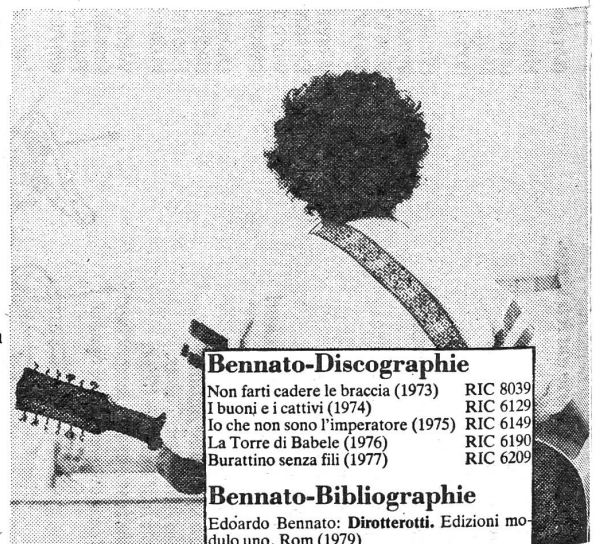 Bennato-Discographie
Non farti cadere le braccia (1973) RIC 8039
I buoni e i cattivi (1974) RIC 6129
Io che non sono l'imperatore (1975) RIC 6149
La Torre di Babele (1976) RIC 6190
Burattino senza fili (1977) RIC 6209
Bennato-Bibliographie
Edoardo Bennato: Dirotterotti. Edizioni mo-
dulo uno, Rom (1979)